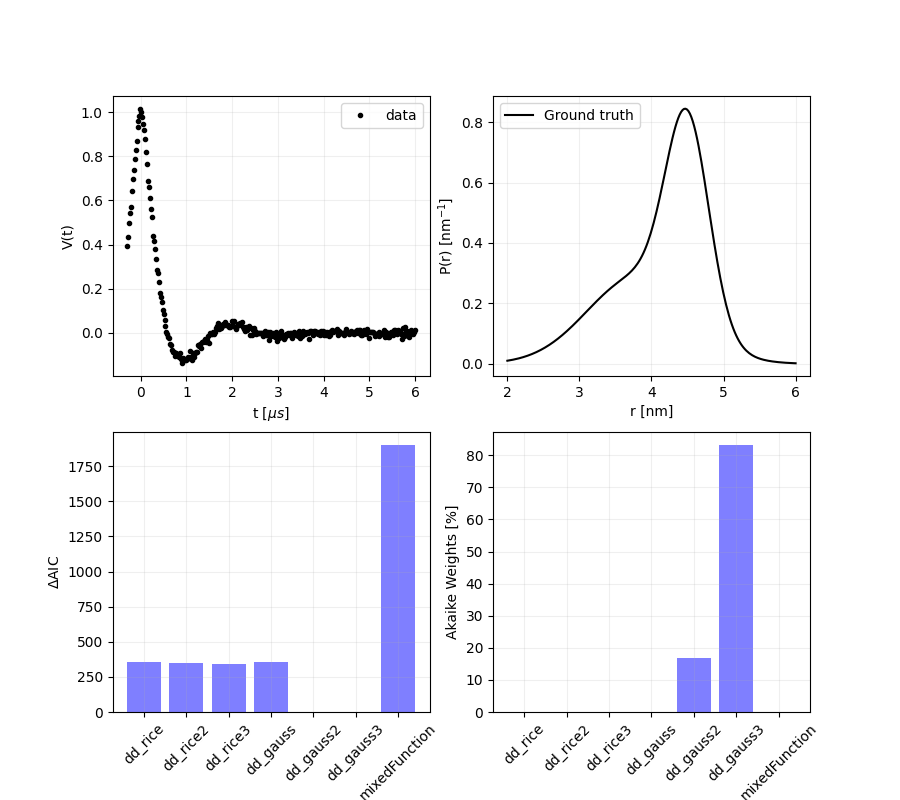 V(t)
1.0
0.8
0.6
0.4
0.2
0.0
data
0 1 2 3 4 5 6
t [μs]
P(r) [nm⁻¹]
0.8
0.6
0.4
0.2
0.0
Ground truth
2 3 4 5 6
r [nm]
ΔAIC
1750
1500
1250
1000
750
500
250
0
dd_rice
dd_rice2
dd_rice3
dd_gauss
dd_gauss2
dd_gauss3
mixedFunction
Akaike Weights [%]
80
70
60
50
40
30
20
10
0
dd_rice
dd_rice2
dd_rice3
dd_gauss
dd_gauss2
dd_gauss3
mixedFunction